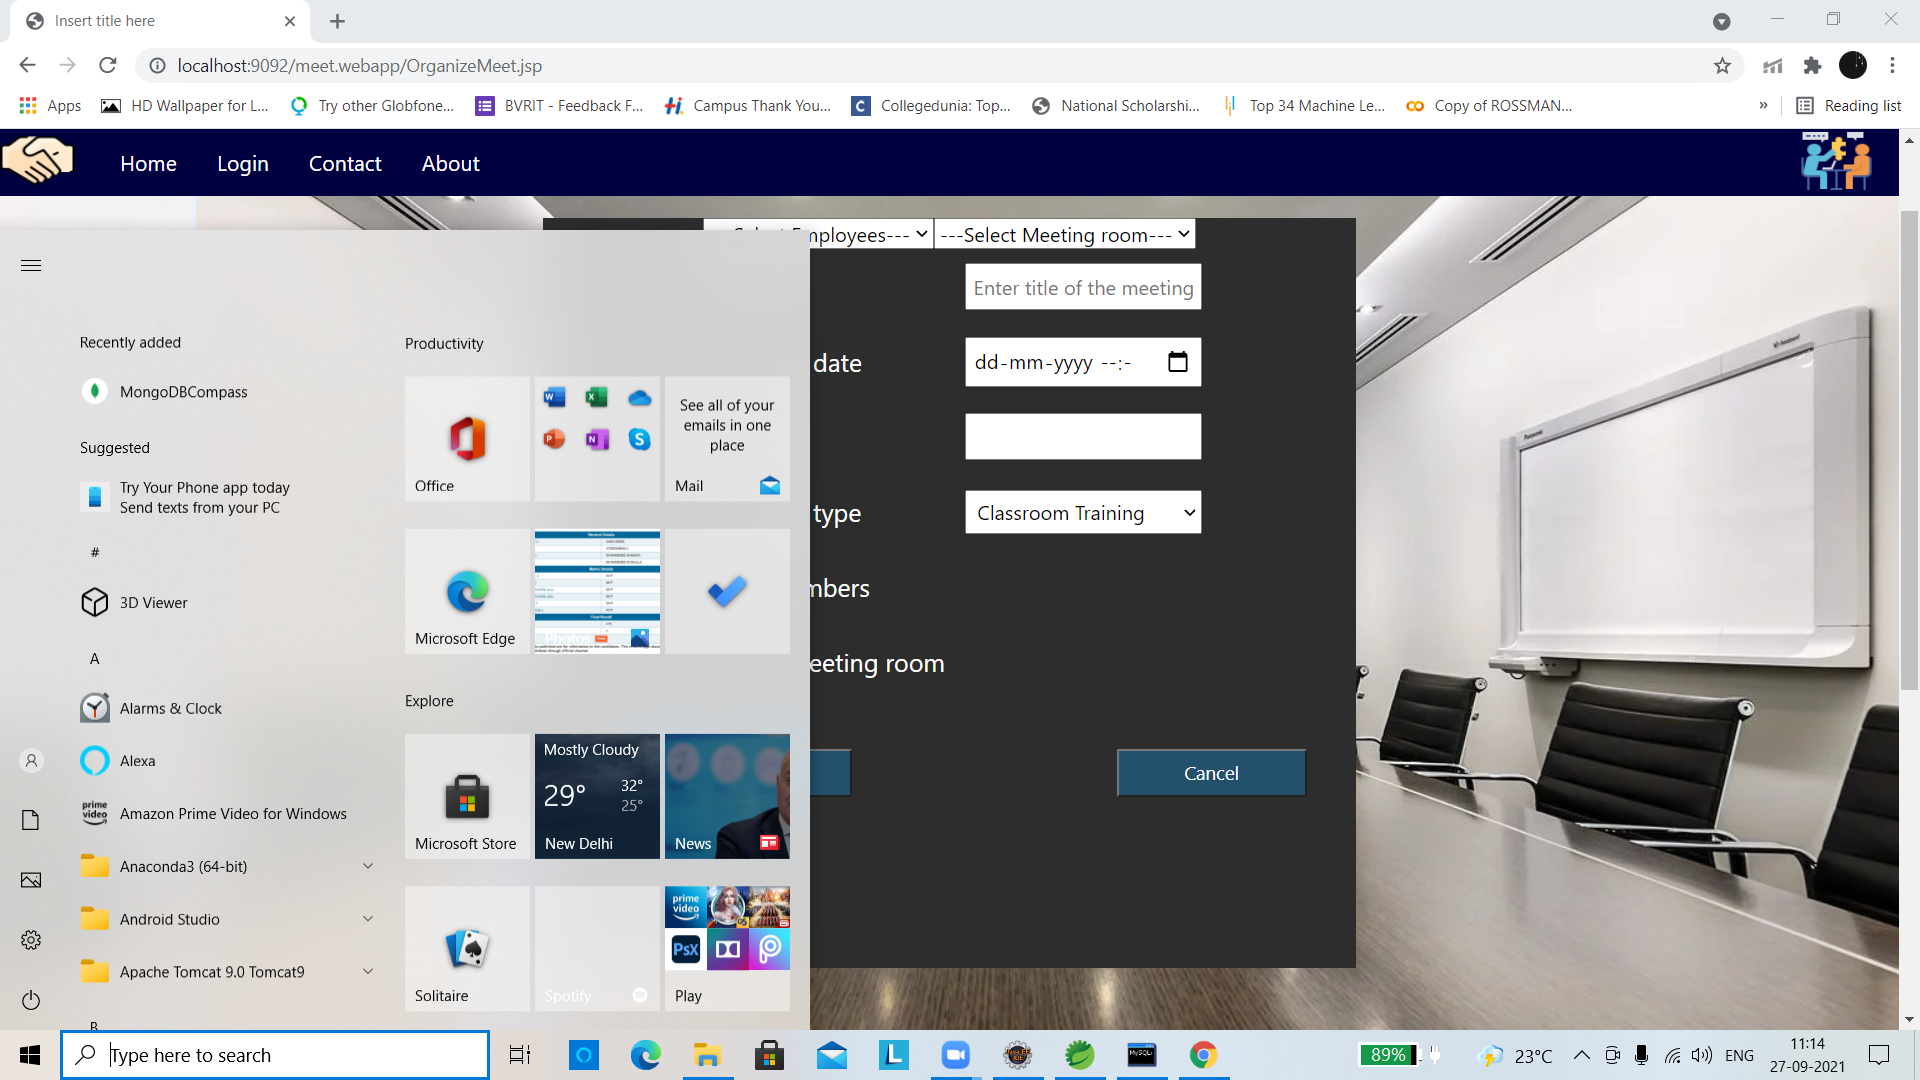 Insert title here
localhost:9092/meet.webapp/OrganizeMeet.jsp
Apps
HD Wallpaper for L...
Try other Globfone...
BVRIT - Feedback F...
Campus Thank You...
Collegedunia: Top...
National Scholarshi...
Top 34 Machine Le...
Copy of ROSSMAN...
»
Reading list
Home
Login
Contact
About
mployees---
---Select Meeting room---
Enter title of the meeting
date
dd-mm-yyyy --:-
type
Classroom Training
mbers
eeting room
Cancel
Recently added
MongoDBCompass
Suggested
Try Your Phone app today
Send texts from your PC
#
3D Viewer
A
Alarms & Clock
Alexa
prime video
Amazon Prime Video for Windows
Anaconda3 (64-bit)
Android Studio
Apache Tomcat 9.0 Tomcat9
B
Productivity
Office
See all of your
emails in one
place
Mail
Microsoft Edge
Photos
Explore
Microsoft Store
Mostly Cloudy
29°
32°
25°
New Delhi
News
Solitaire
Spotify
prime video
PsX
Play
Type here to search
89%
23°C
ENG
11:14
27-09-2021